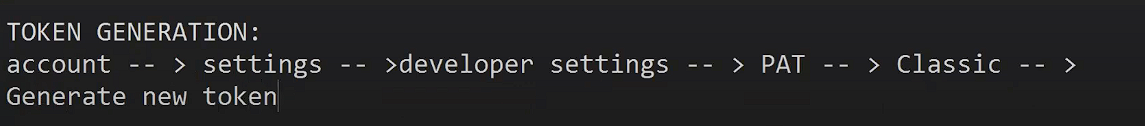 TOKEN GENERATION:
account -- > settings -- >developer settings -- > PAT -- > Classic -- >
Generate new token